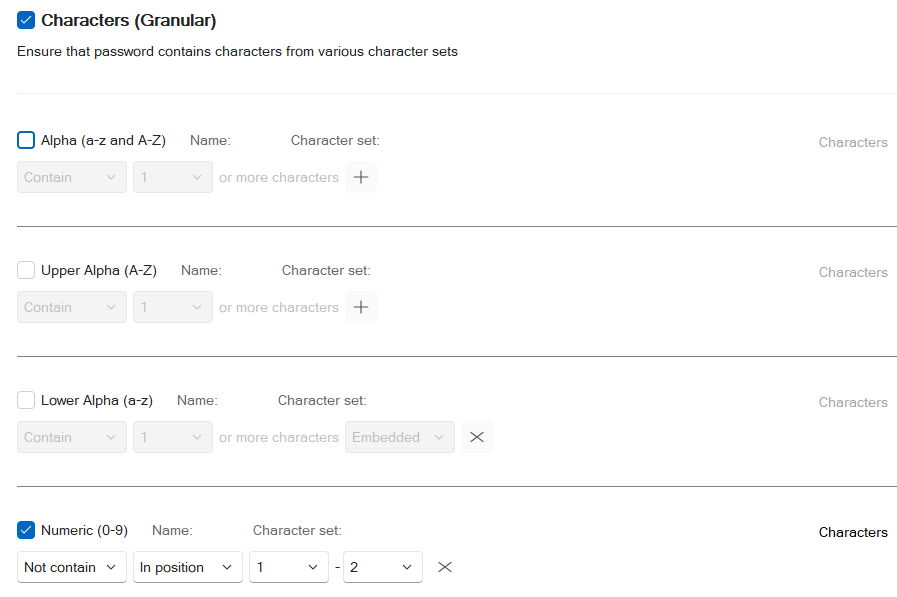 Characters (Granular)
Ensure that password contains characters from various character sets
Alpha (a-z and A-Z) Name: Character set: Characters
Contain 1 or more characters
Upper Alpha (A-Z) Name: Character set: Characters
Contain 1 or more characters
Lower Alpha (a-z) Name: Character set: Characters
Contain 1 or more characters Embedded
Numeric (0-9) Name: Character set: Characters
Not contain In position 1 - 2